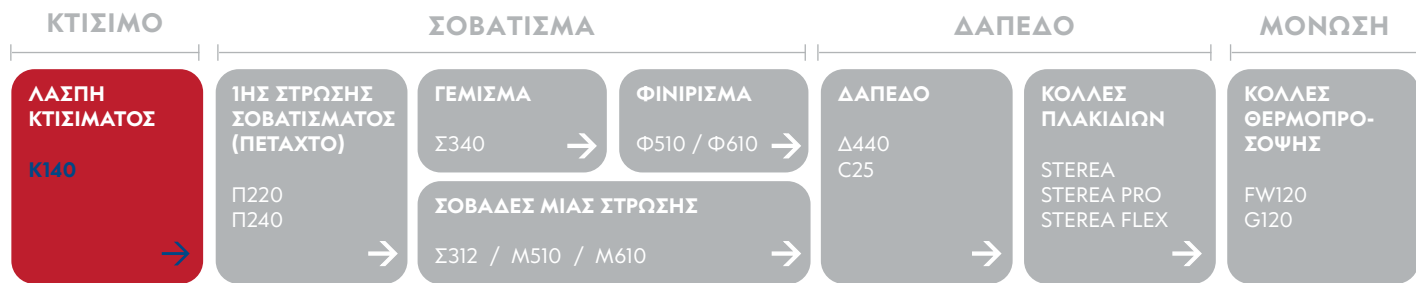 ΚΤΙΣΙΜΟ
ΣΟΒΑΤΙΣΜΑ
ΔΑΠΕΔΟ
ΜΟΝΩΣΗ
ΛΑΣΠΗ
ΚΤΙΣΙΜΑΤΟΣ
Κ140
1ΗΣ ΣΤΡΩΣΗΣ
ΣΟΒΑΤΙΣΜΑΤΟΣ
(ΠΕΤΑΧΤΟ)
Π220
Π240
ΓΕΜΙΣΜΑ
Σ340
ΦΙΝΙΡΙΣΜΑ
Φ510 / Φ610
ΣΟΒΑΔΕΣ ΜΙΑΣ ΣΤΡΩΣΗΣ
Σ312 / Μ510 / Μ610
ΔΑΠΕΔΟ
Δ440
C25
ΚΟΛΛΕΣ
ΠΛΑΚΙΔΙΩΝ
STEREA
STEREA PRO
STEREA FLEX
ΚΟΛΛΕΣ
ΘΕΡΜΟΠΡΟ-
ΣΟΨΗΣ
FW120
G120